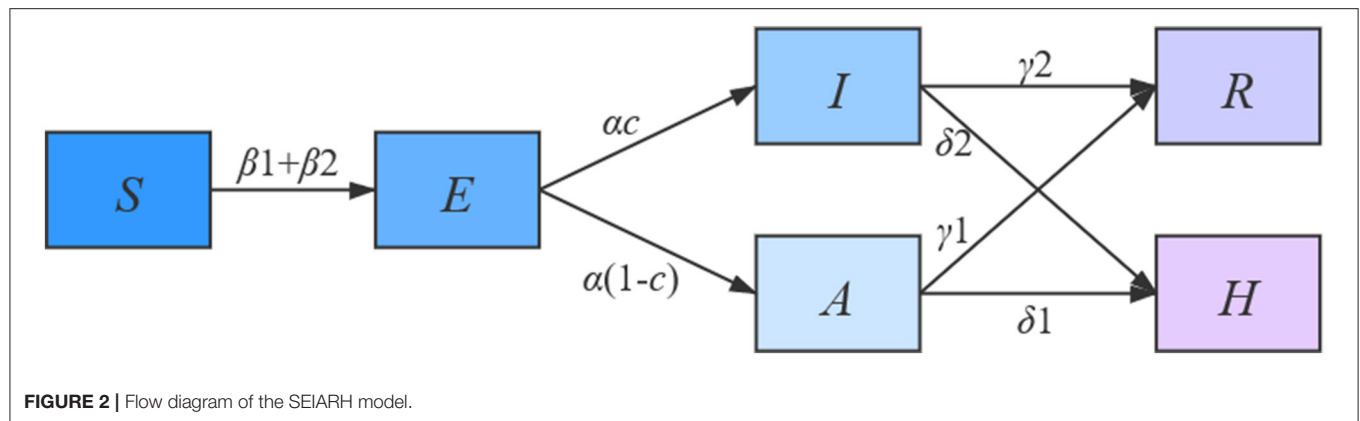 I
γ2
R
αc
δ2
β1+β2
S
E
γ1
α(1-c)
A
H
δ1
FIGURE 2 | Flow diagram of the SEIARH model.